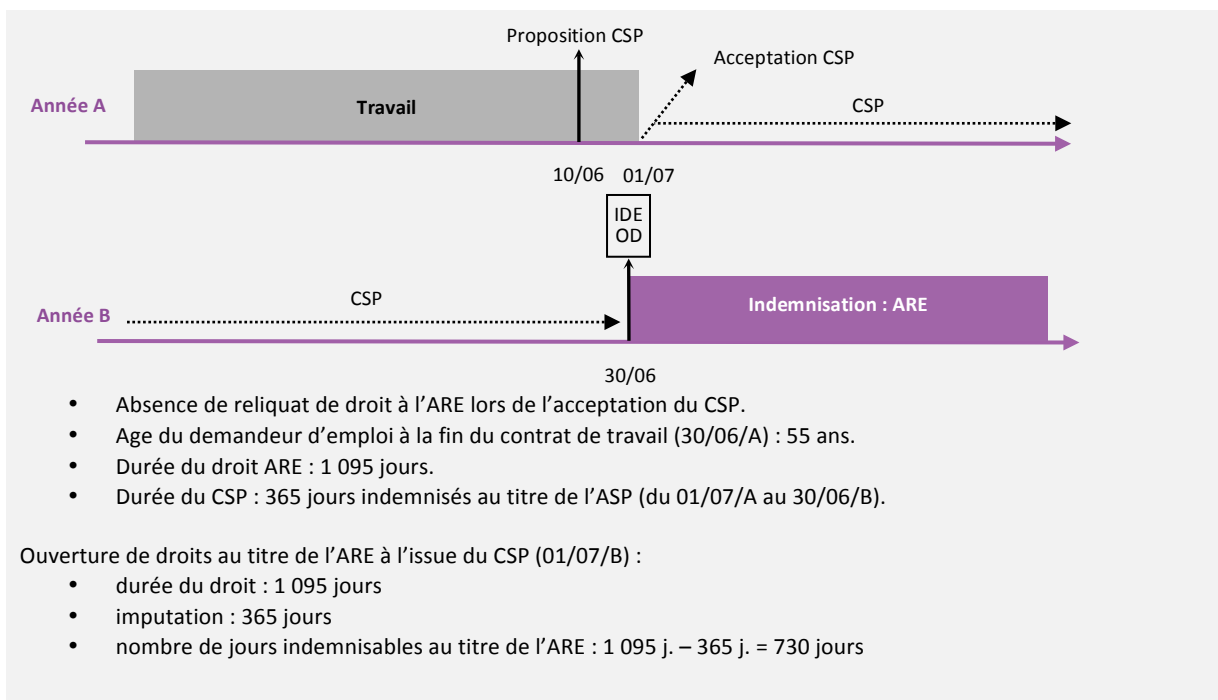 Proposition CSP
Acceptation CSP
Année A
Travail
CSP
10/06
01/07
IDE
OD
Année B
CSP
Indemnisation : ARE
30/06
• Absence de reliquat de droit à l’ARE lors de l’acceptation du CSP.
• Age du demandeur d’emploi à la fin du contrat de travail (30/06/A) : 55 ans.
• Durée du droit ARE : 1 095 jours.
• Durée du CSP : 365 jours indemnisés au titre de l’ASP (du 01/07/A au 30/06/B).
Ouverture de droits au titre de l’ARE à l’issue du CSP (01/07/B) :
• durée du droit : 1 095 jours
• imputation : 365 jours
• nombre de jours indemnisables au titre de l’ARE : 1 095 j. – 365 j. = 730 jours